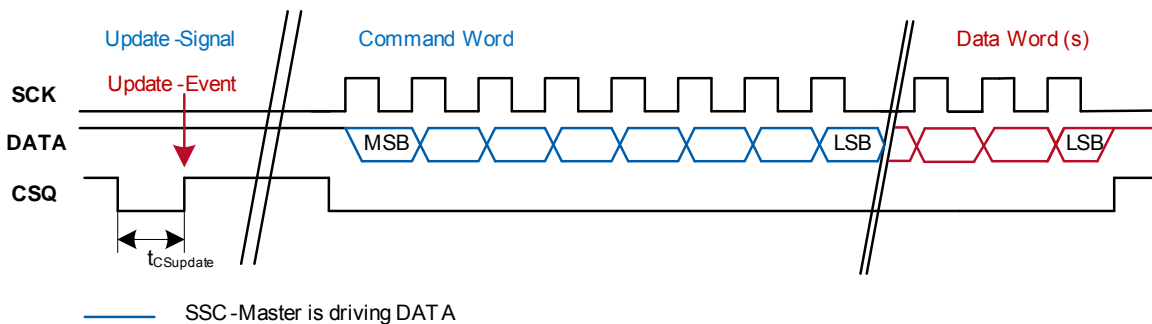 Update -Signal
Command Word
Data Word (s)
Update -Event
SCK
DATA
MSB
LSB
LSB
CSQ
tCSupdate
SSC -Master is driving DATA